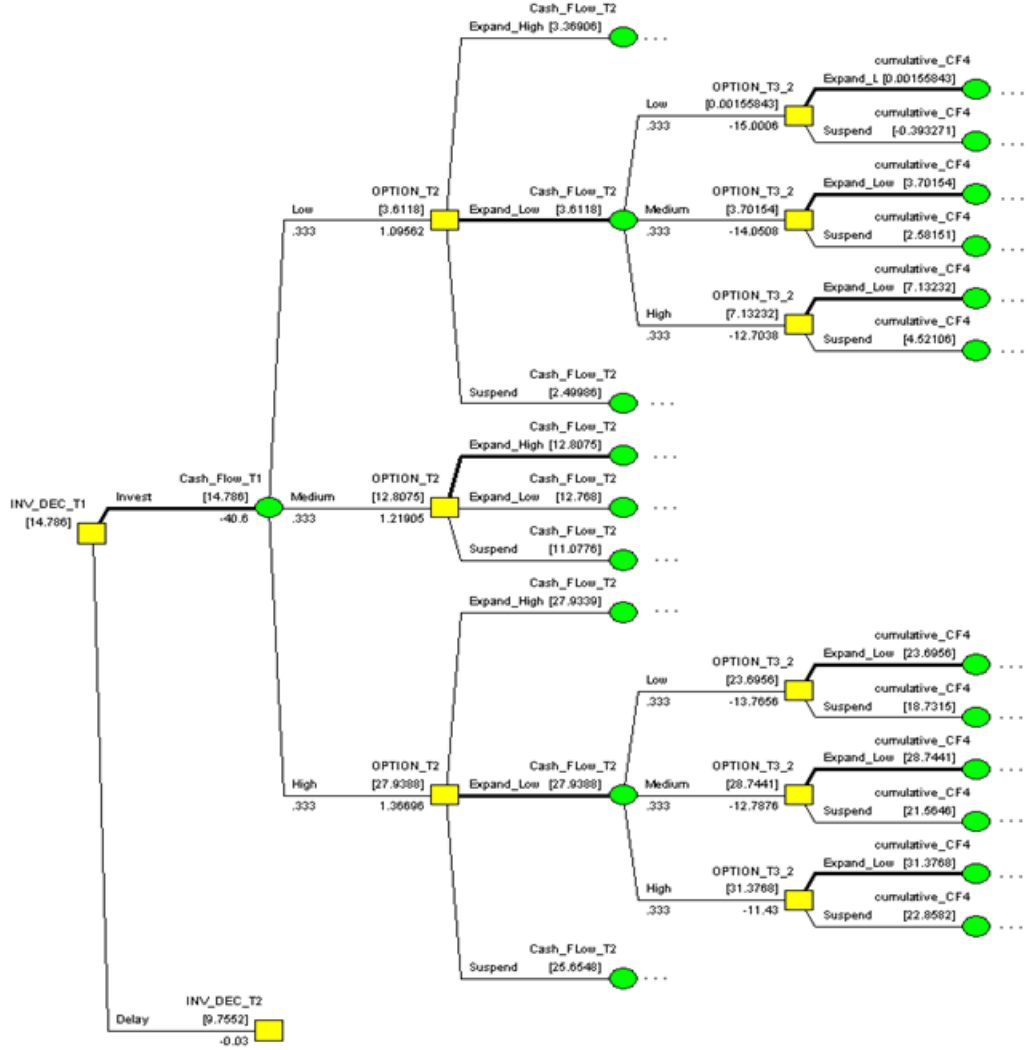 Cash_FLow_T2
Expand_High [3.36906]
...
cumulative_CF4
Expand_L [0.00155843]
...
OPTION_T3_2
Low [0.00155843]
.333 -15.0006
cumulative_CF4
Suspend [-0.393271]
...
cumulative_CF4
Expand_Low [3.70154]
...
OPTION_T2
Low [3.6118]
.333 1.09562
Cash_FLow_T2
Expand_Low [3.6118]
OPTION_T3_2
Medium [3.70154]
.333 -14.0508
cumulative_CF4
Suspend [2.58151]
...
cumulative_CF4
Expand_Low [7.13232]
...
OPTION_T3_2
High [7.13232]
.333 -12.7038
cumulative_CF4
Suspend [4.52106]
...
Cash_FLow_T2
Suspend [2.49986]
...
Cash_FLow_T2
Expand_High [12.8075]
...
INV_DEC_T1
[14.786]
Cash_Flow_T1
Invest [14.786]
-40.6
OPTION_T2
Medium [12.8075]
.333 1.21905
Cash_FLow_T2
Expand_Low [12.768]
...
Cash_FLow_T2
Suspend [11.0776]
...
Cash_FLow_T2
Expand_High [27.9339]
...
cumulative_CF4
Expand_Low [23.6956]
...
OPTION_T3_2
Low [23.6956]
.333 -13.7656
cumulative_CF4
Suspend [18.7315]
...
OPTION_T2
High [27.9388]
.333 1.36696
Cash_FLow_T2
Expand_Low [27.9388]
cumulative_CF4
Expand_Low [28.7441]
...
OPTION_T3_2
Medium [28.7441]
.333 -12.7876
cumulative_CF4
Suspend [21.5646]
...
cumulative_CF4
Expand_Low [31.3768]
...
OPTION_T3_2
High [31.3768]
.333 -11.43
cumulative_CF4
Suspend [22.8582]
...
Cash_FLow_T2
Suspend [25.6548]
...
INV_DEC_T2
Delay [9.7552]
-0.03